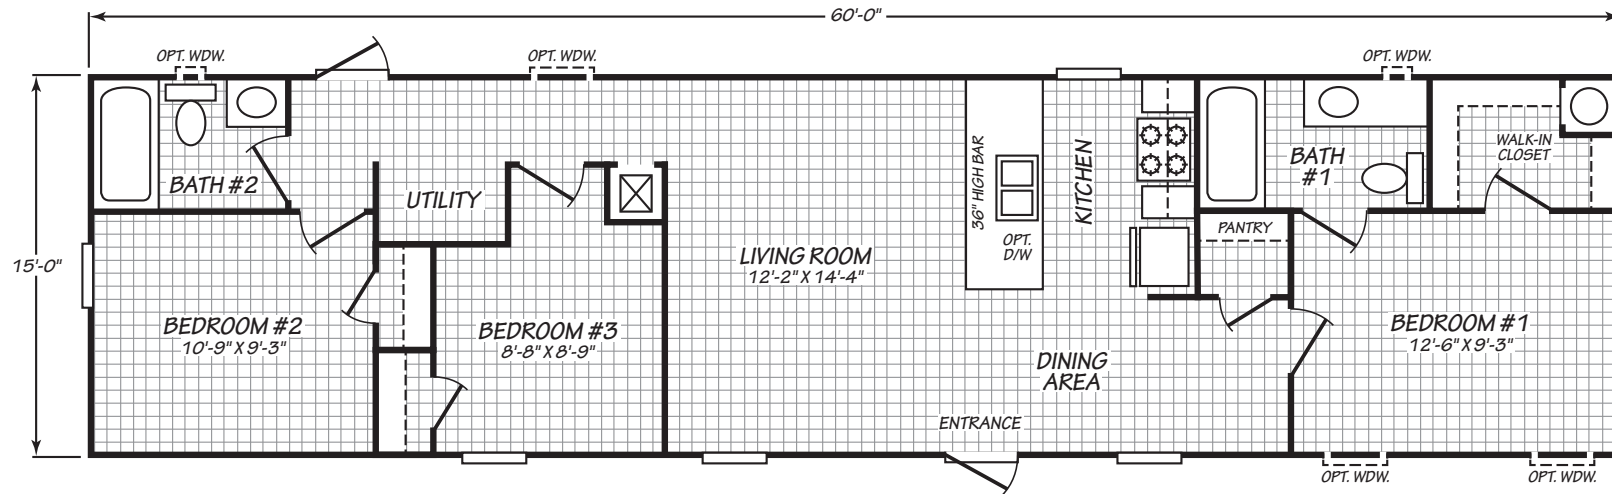 60'-0"
OPT. WDW.
OPT. WDW.
OPT. WDW.
15'-0"
BATH #2
UTILITY
36" HIGH BAR
OPT.
D/W
KITCHEN
PANTRY
BATH
#1
WALK-IN
CLOSET
LIVING ROOM
12'-2" X 14'-4"
BEDROOM #2
10'-9" X 9'-3"
BEDROOM #3
8'-8" X 8'-9"
DINING
AREA
BEDROOM #1
12'-6" X 9'-3"
ENTRANCE
OPT. WDW.
OPT. WDW.